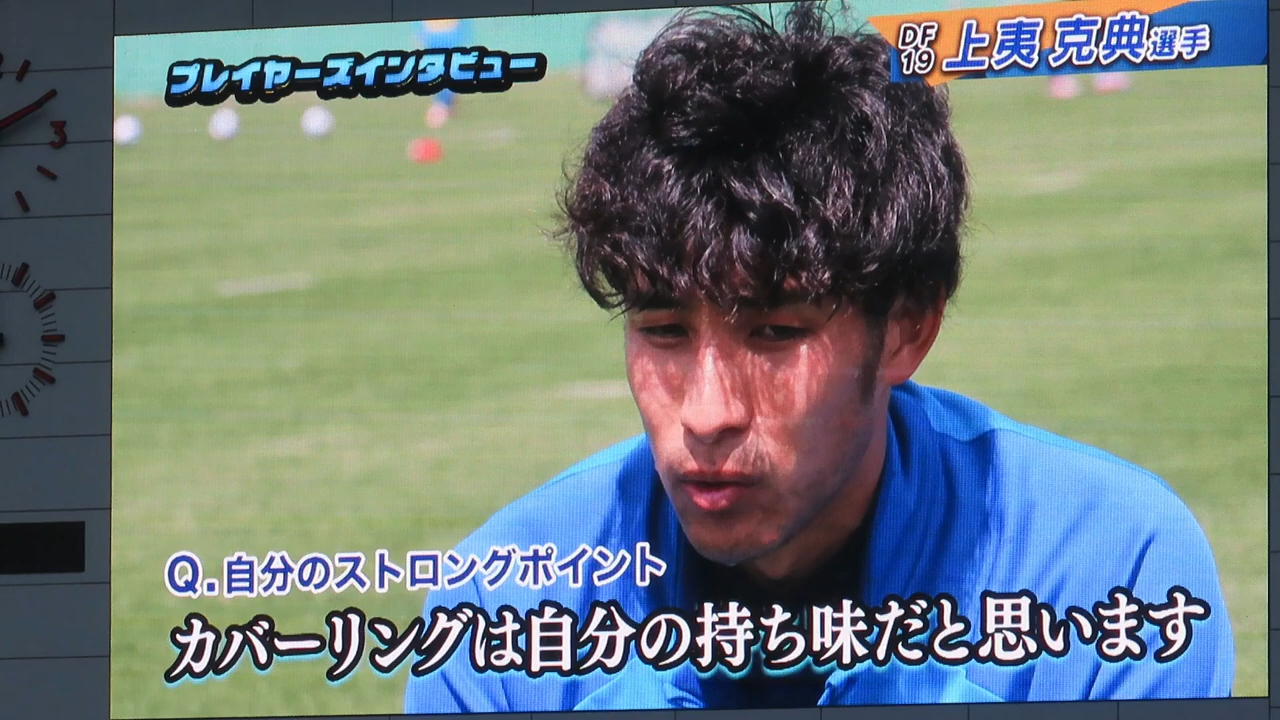 プレイヤーズインタビュー
DF
19
上夷 克典選手
3
Q.自分のストロングポイント
カバーリングは自分の持ち味だと思います